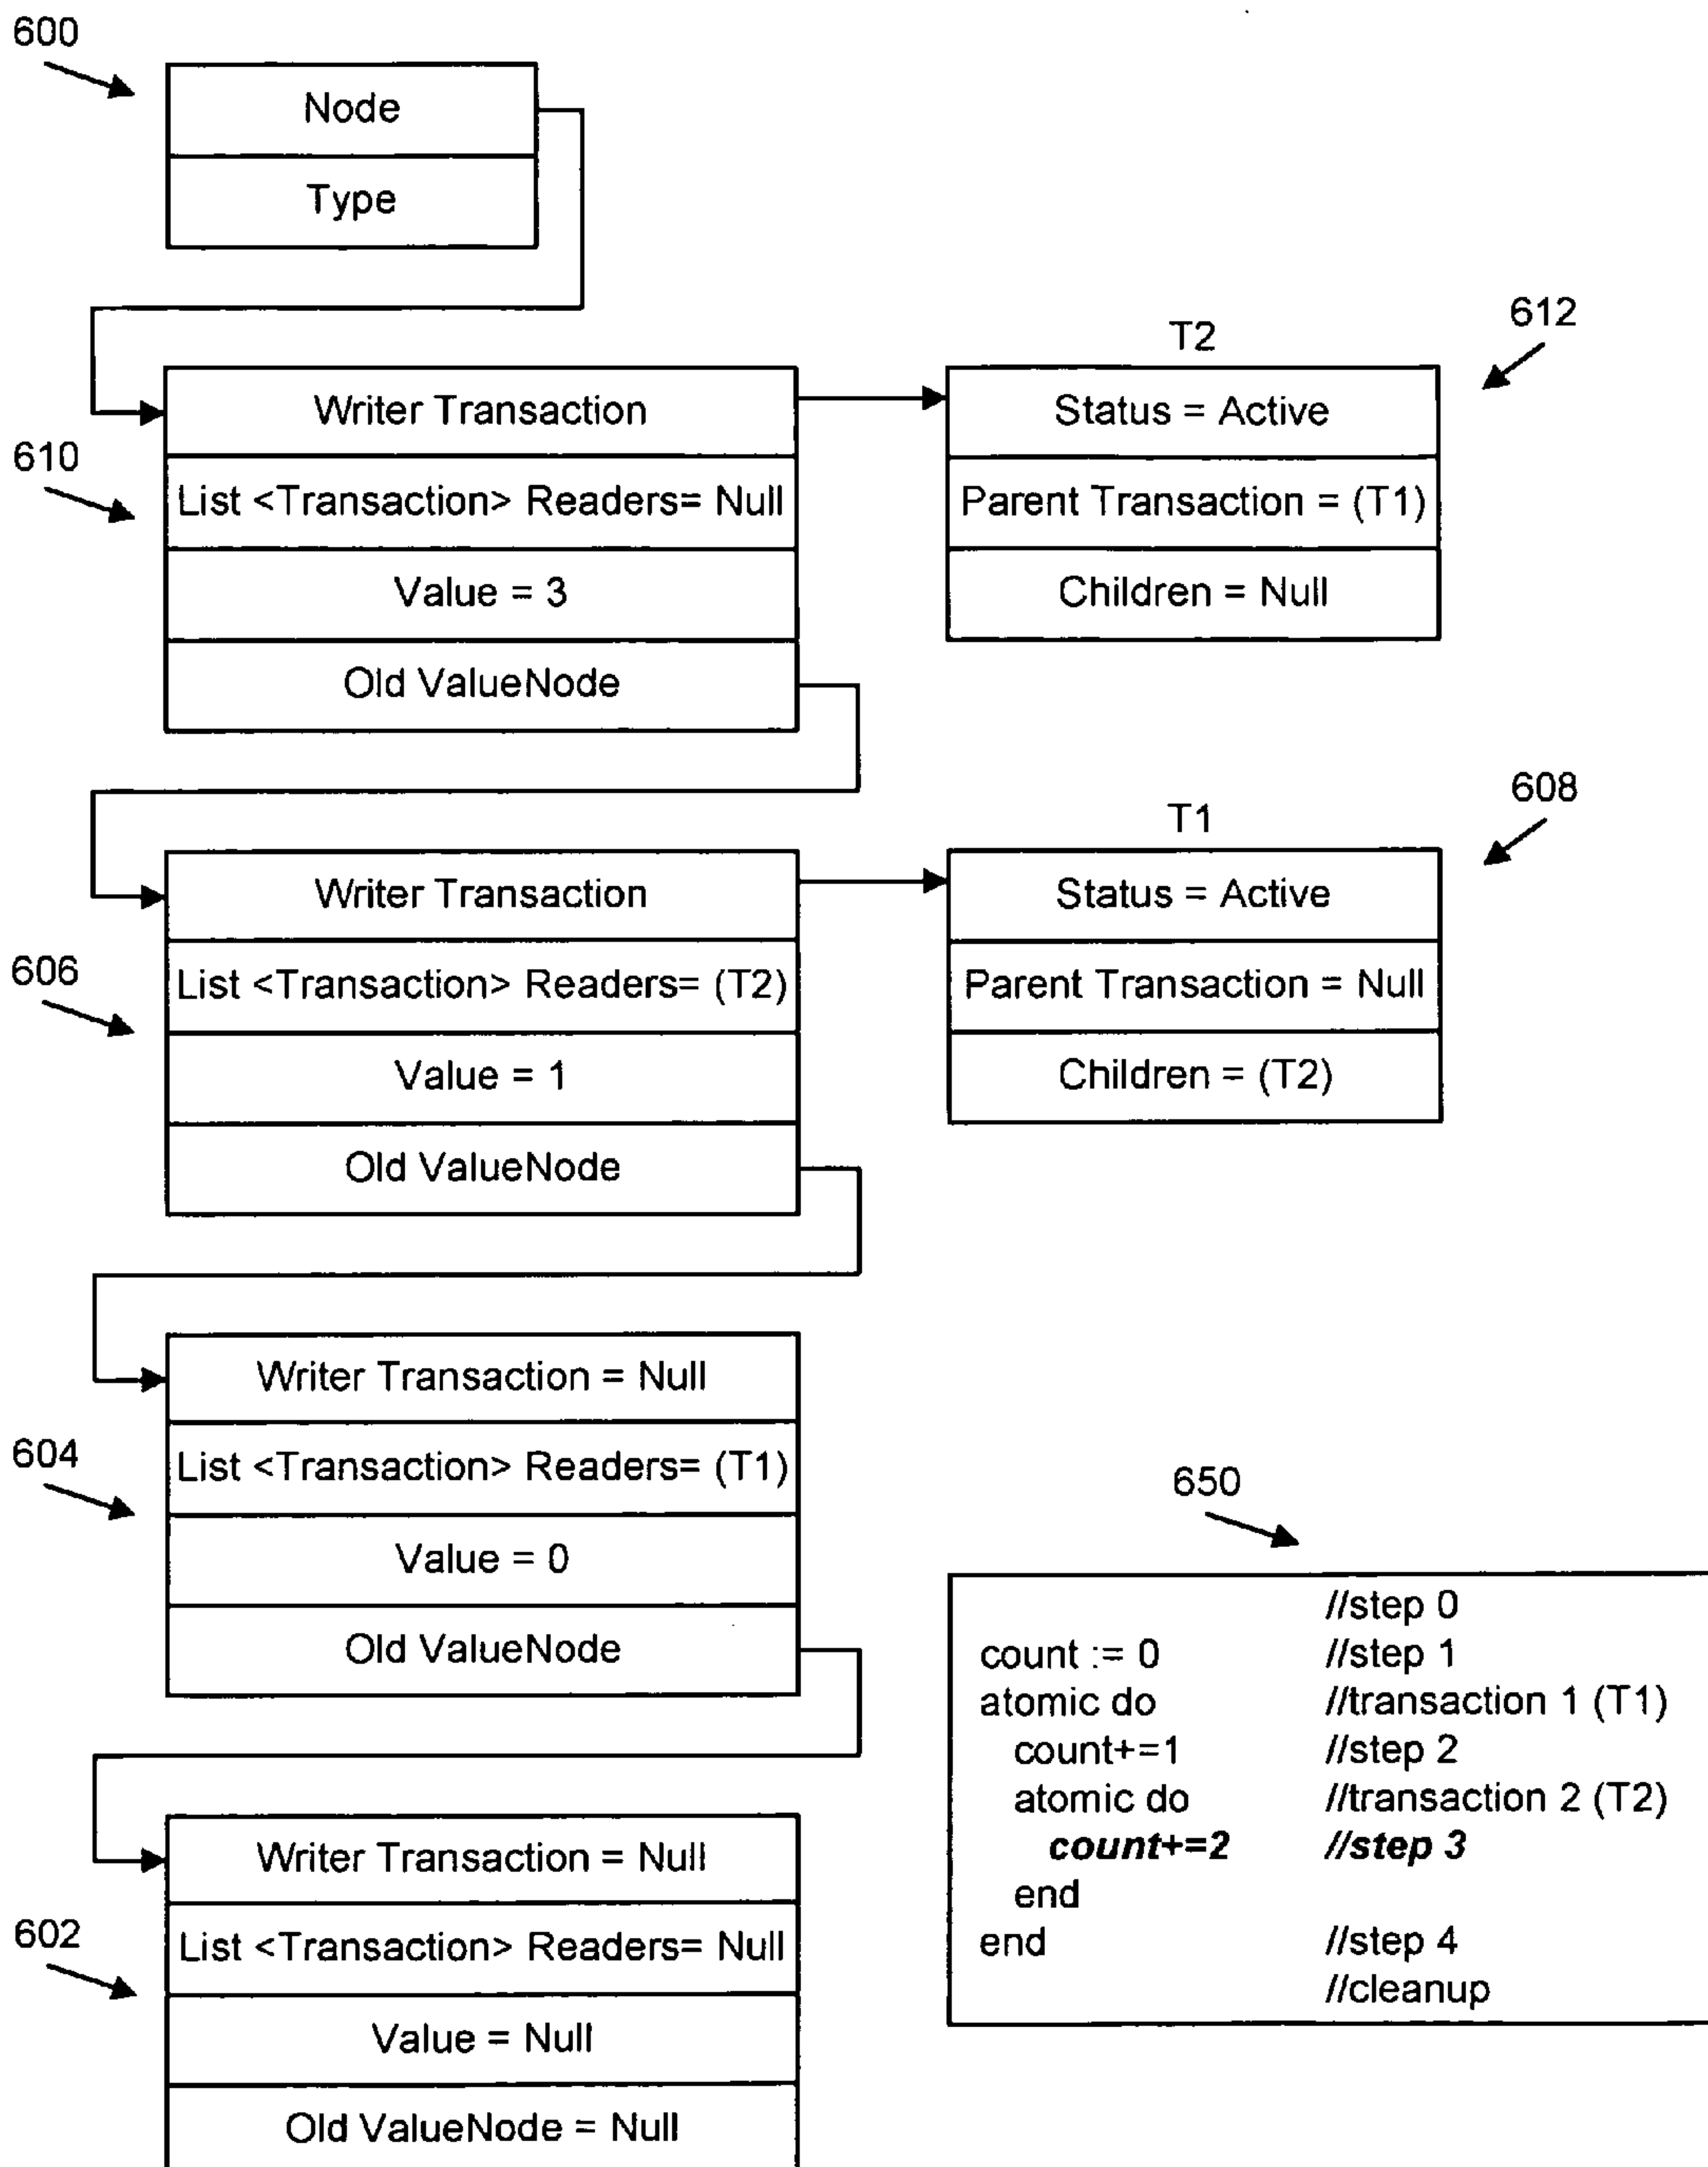 600
Node
Type
612
T2
Writer Transaction
Status = Active
610
List <Transaction> Readers= Null
Parent Transaction = (T1)
Value = 3
Children = Null
Old ValueNode
608
T1
Writer Transaction
Status = Active
606
List <Transaction> Readers= (T2)
Parent Transaction = Null
Value = 1
Children = (T2)
Old ValueNode
Writer Transaction = Null
604
List <Transaction> Readers= (T1)
Value = 0
Old ValueNode
650
//step 0
count := 0 //step 1
atomic do //transaction 1 (T1)
count+=1 //step 2
atomic do //transaction 2 (T2)
count+=2 //step 3
end
end //step 4
//cleanup
Writer Transaction = Null
602
List <Transaction> Readers= Null
Value = Null
Old ValueNode = Null